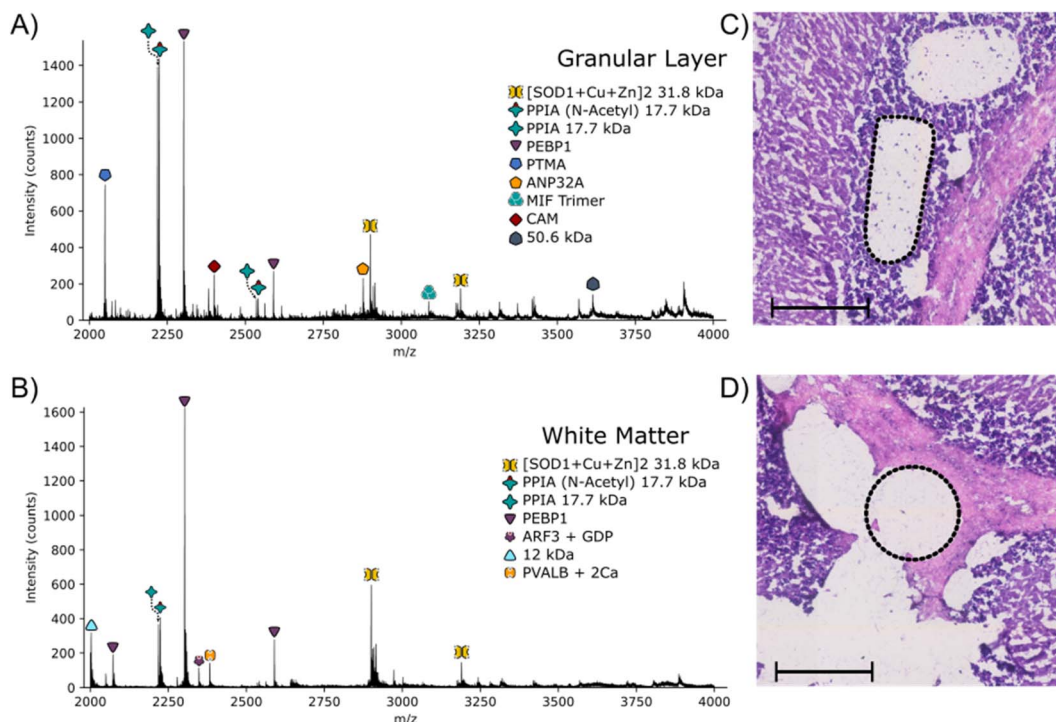 A)
Granular Layer
[SOD1+Cu+Zn]2 31.8 kDa
PPIA (N-Acetyl) 17.7 kDa
PPIA 17.7 kDa
PEBP1
PTMA
ANP32A
MIF Trimer
CAM
50.6 kDa
Intensity (counts)
1400
1200
1000
800
600
400
200
0
2000 2250 2500 2750 3000 3250 3500 3750 4000
m/z
C)
B)
White Matter
[SOD1+Cu+Zn]2 31.8 kDa
PPIA (N-Acetyl) 17.7 kDa
PPIA 17.7 kDa
PEBP1
ARF3 + GDP
12 kDa
PVALB + 2Ca
Intensity (counts)
1600
1400
1200
1000
800
600
400
200
0
2000 2250 2500 2750 3000 3250 3500 3750 4000
m/z
D)